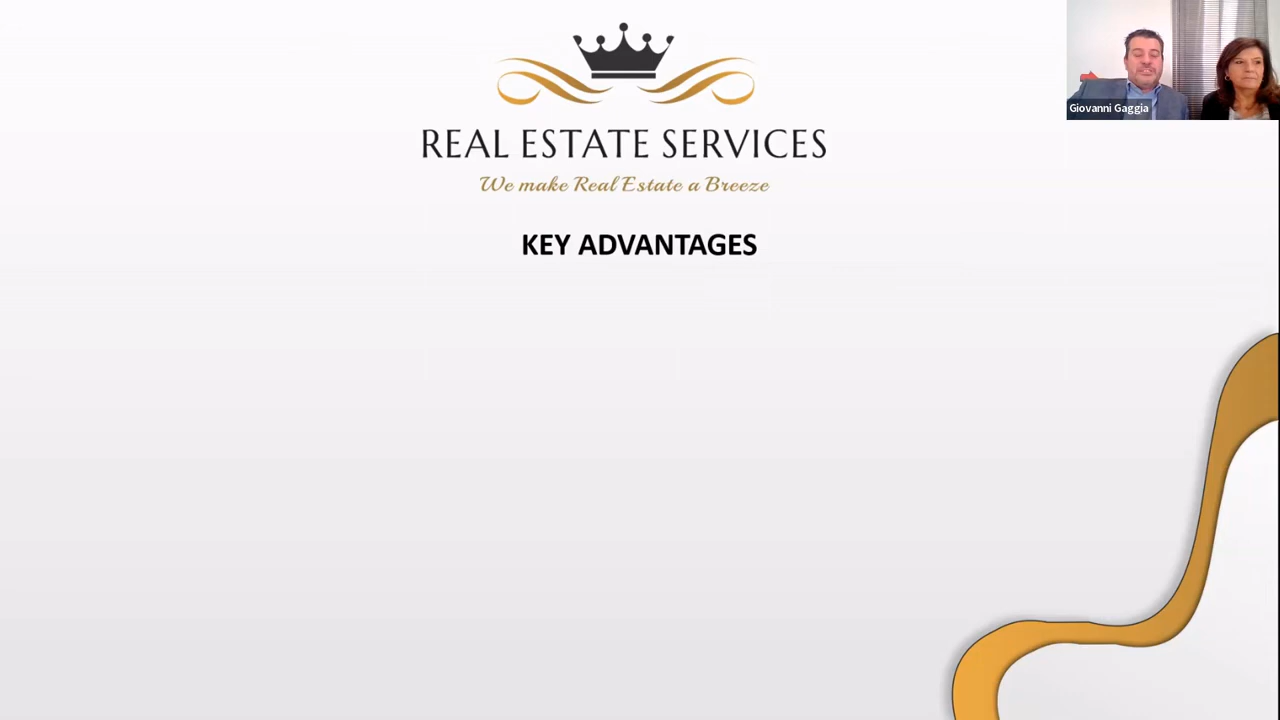 REAL ESTATE SERVICES
We make Real Estate a Breeze
KEY ADVANTAGES
Giovanni Gaggia